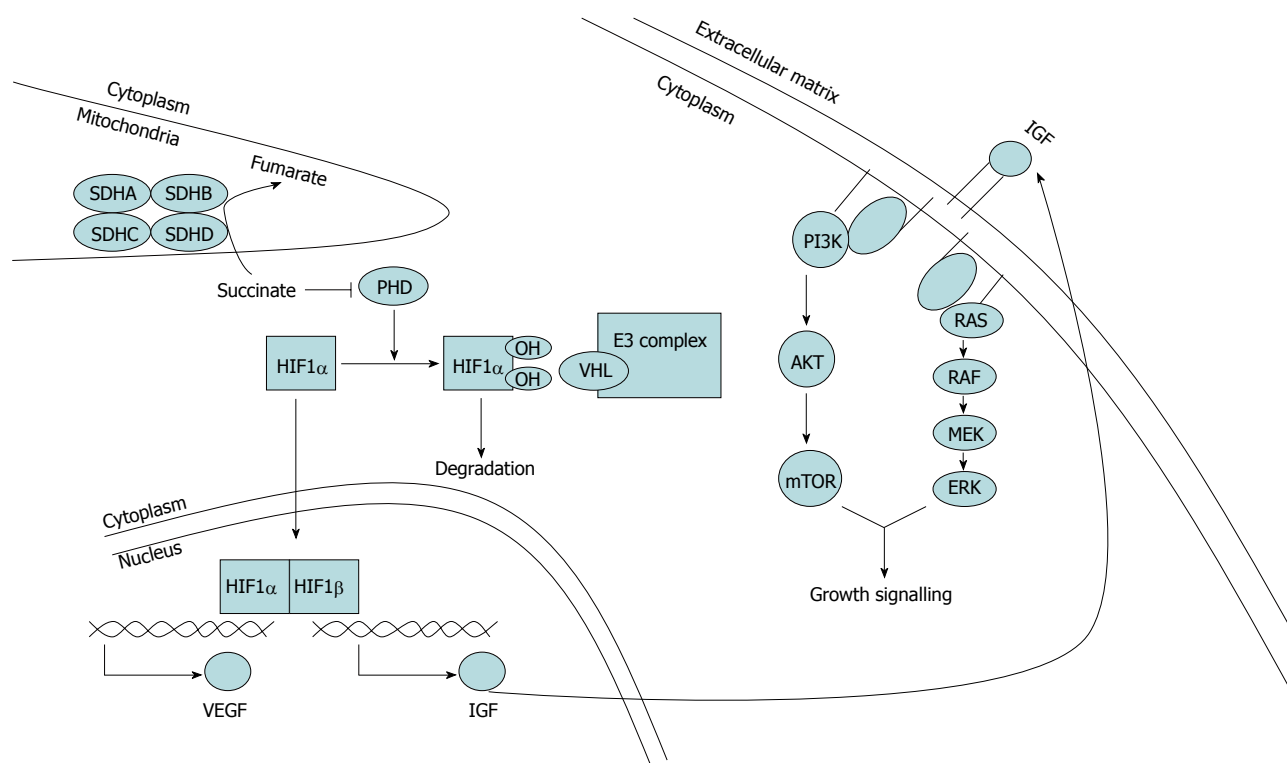 Extracellular matrix
Cytoplasm
IGF
Cytoplasm
Mitochondria
Fumarate
SDHA
SDHB
SDHC
SDHD
Succinate
PHD
HIF1α
HIF1α
OH
OH
VHL
E3 complex
Degradation
PI3K
AKT
mTOR
RAS
RAF
MEK
ERK
Growth signalling
Cytoplasm
Nucleus
HIF1α
HIF1β
VEGF
IGF